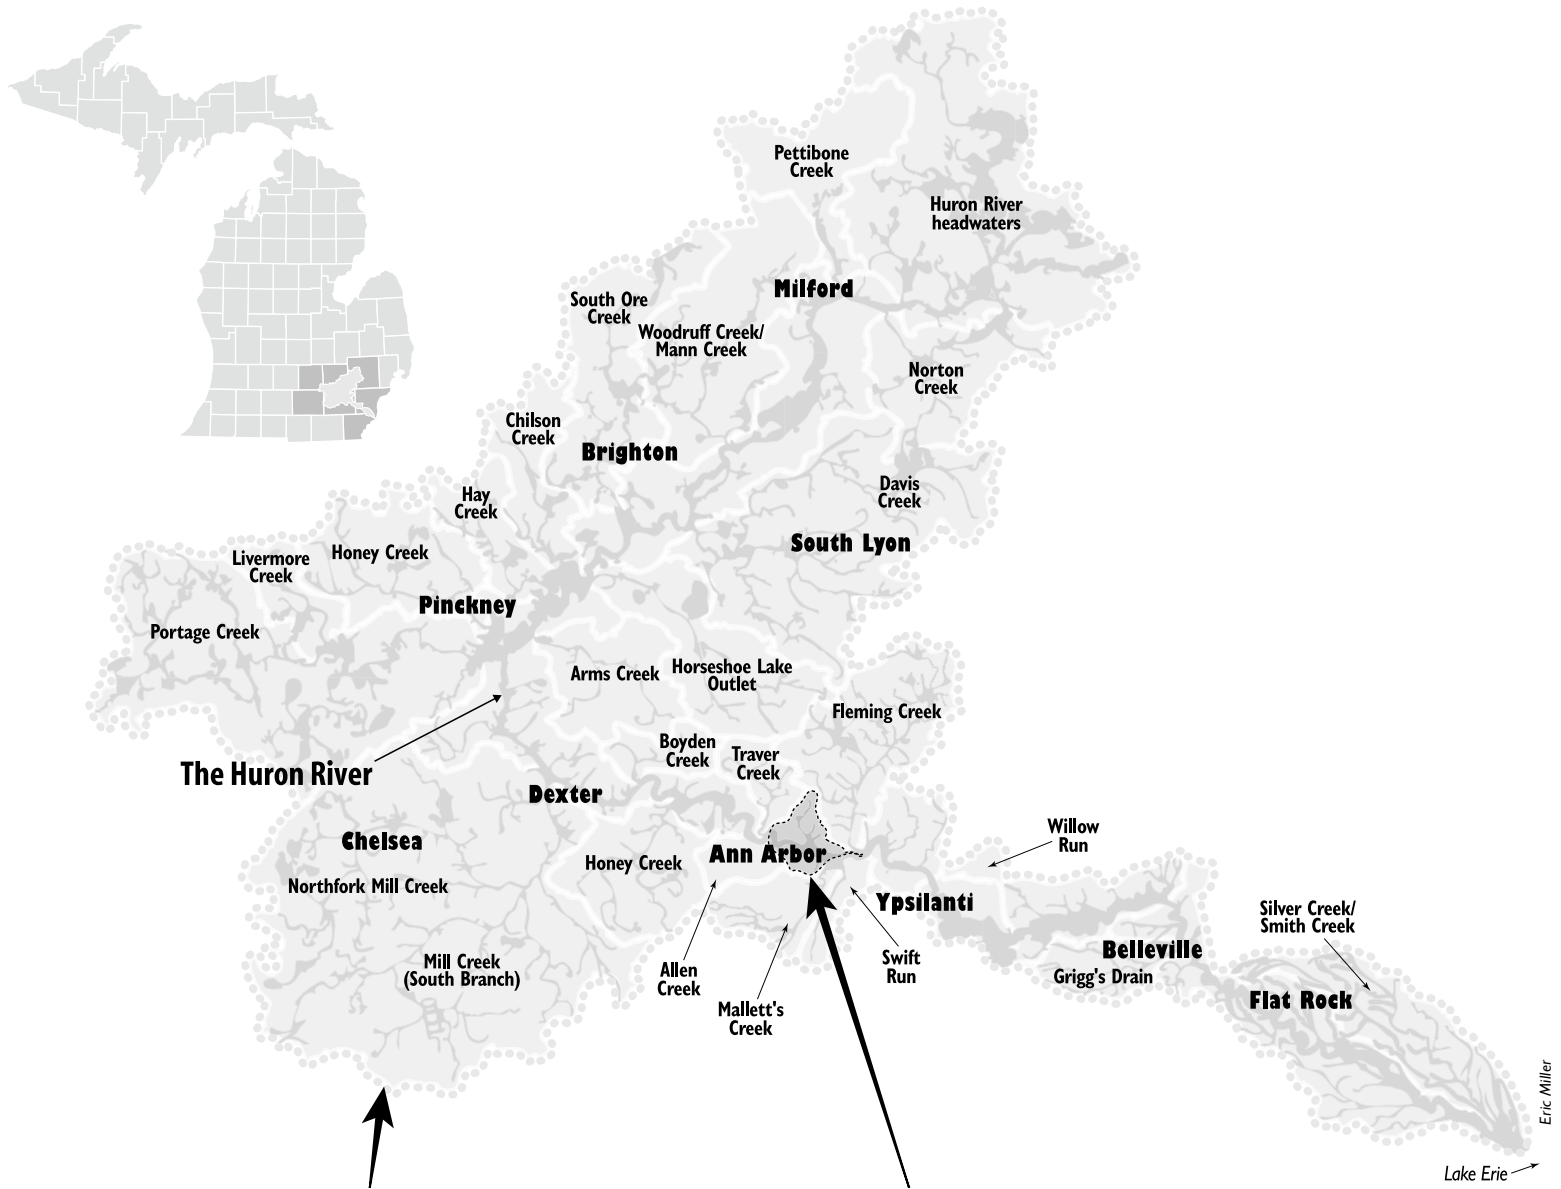 Pettibone
Creek
Huron River
headwaters
Milford
South Ore
Creek
Woodruff Creek/
Mann Creek
Norton
Creek
Chilson
Creek
Brighton
Hay
Creek
Davis
Creek
South Lyon
Livermore
Creek
Honey Creek
Pinckney
Portage Creek
Arms Creek
Horseshoe Lake
Outlet
Fleming Creek
Boyden
Creek
Traver
Creek
The Huron River
Dexter
Chelsea
Willow
Run
Honey Creek
Ann Arbor
Northfork Mill Creek
Ypsilanti
Silver Creek/
Smith Creek
Mill Creek
(South Branch)
Allen
Creek
Swift
Run
Belleville
Grigg's Drain
Flat Rock
Mallett's
Creek
Eric Miller
Lake Erie